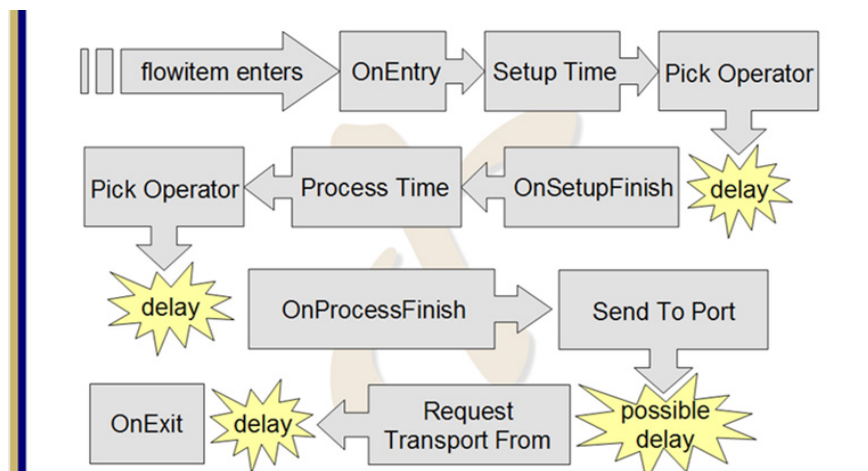 flowitem enters
OnEntry
Setup Time
Pick Operator
delay
OnSetupFinish
Process Time
Pick Operator
delay
OnProcessFinish
Send To Port
possible
delay
Request
Transport From
delay
OnExit